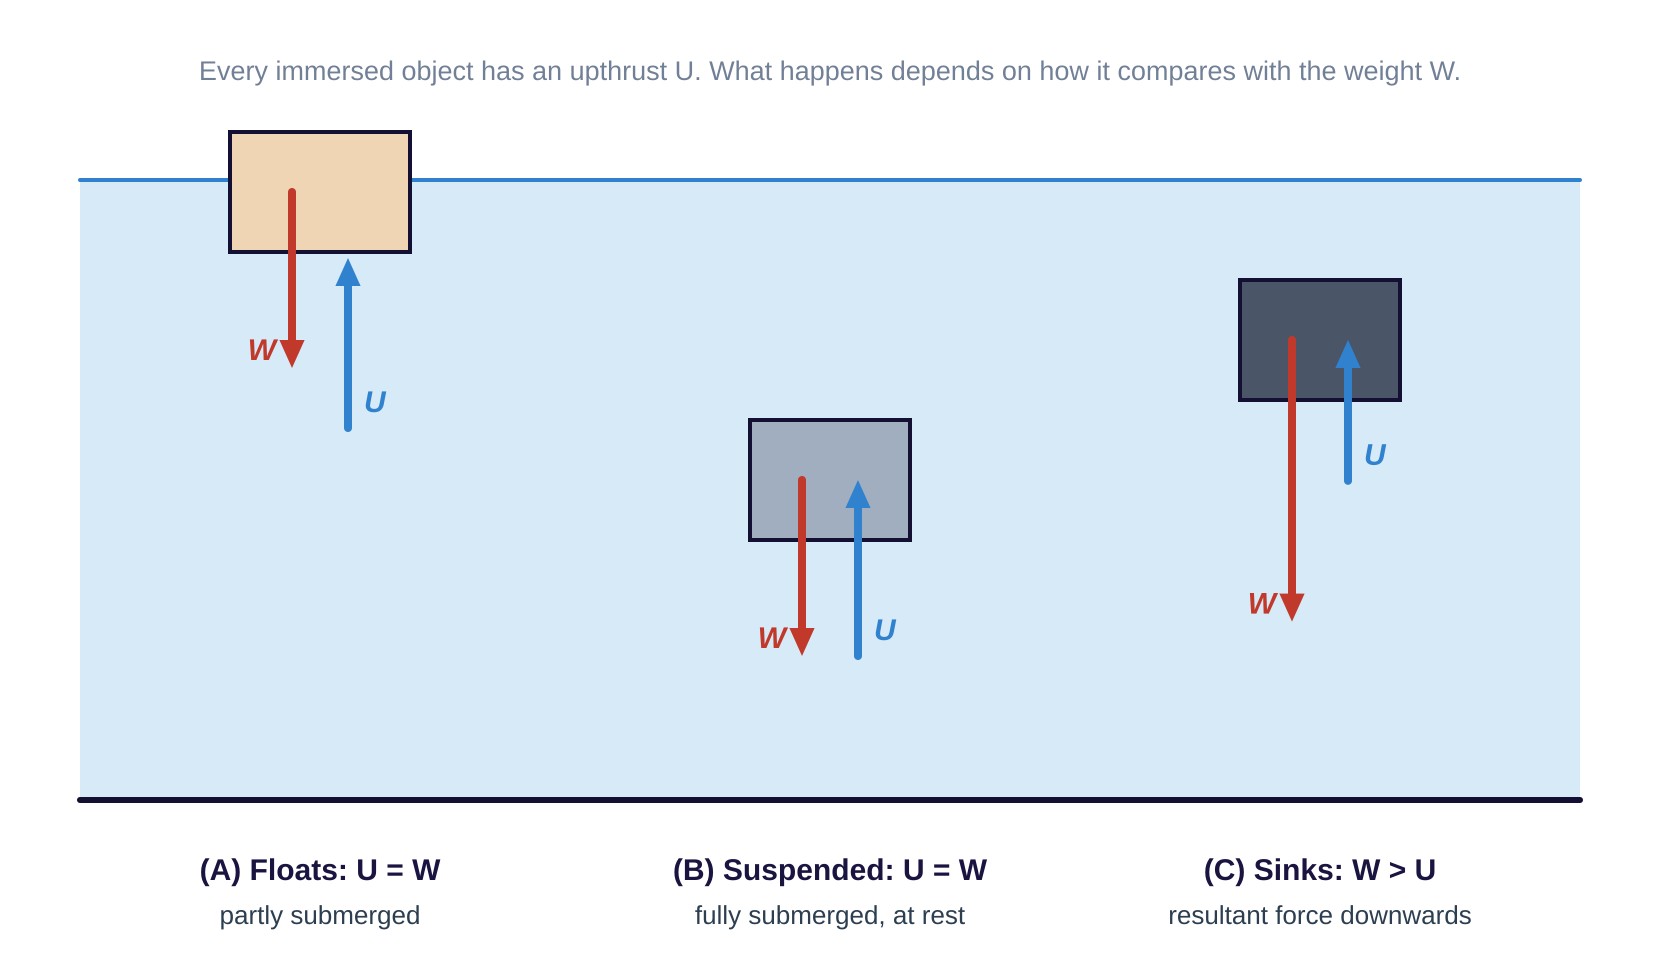 Every immersed object has an upthrust U. What happens depends on how it compares with the weight W.
W
U
W
U
W
U
(A) Floats: U = W
partly submerged
(B) Suspended: U = W
fully submerged, at rest
(C) Sinks: W > U
resultant force downwards